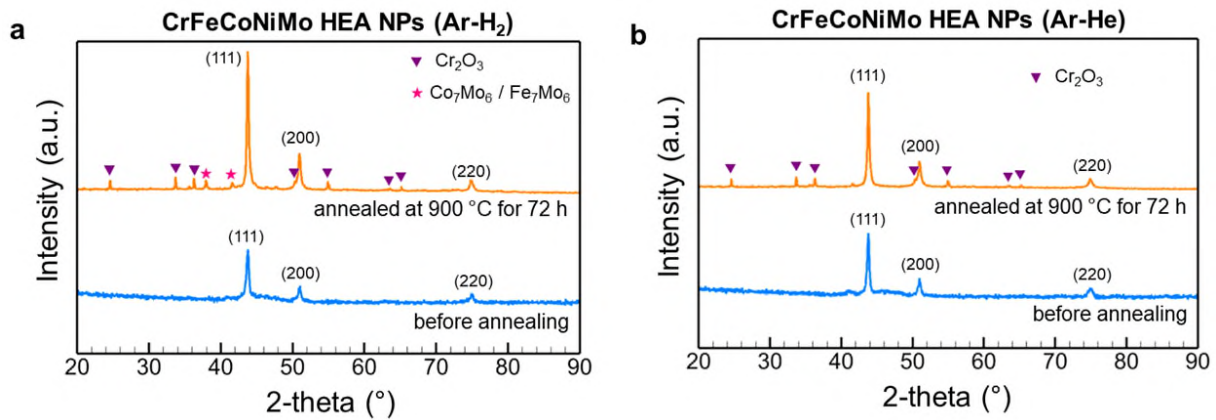 a
CrFeCoNiMo HEA NPs (Ar-H₂)
Intensity (a.u.)
(111)
▼ Cr₂O₃
★ Co₇Mo₆ / Fe₇Mo₆
(200)
(220)
annealed at 900 °C for 72 h
(111)
(200)
(220)
before annealing
20 30 40 50 60 70 80 90
2-theta (°)
b
CrFeCoNiMo HEA NPs (Ar-He)
Intensity (a.u.)
(111)
▼ Cr₂O₃
(200)
(220)
annealed at 900 °C for 72 h
(111)
(200)
(220)
before annealing
20 30 40 50 60 70 80 90
2-theta (°)